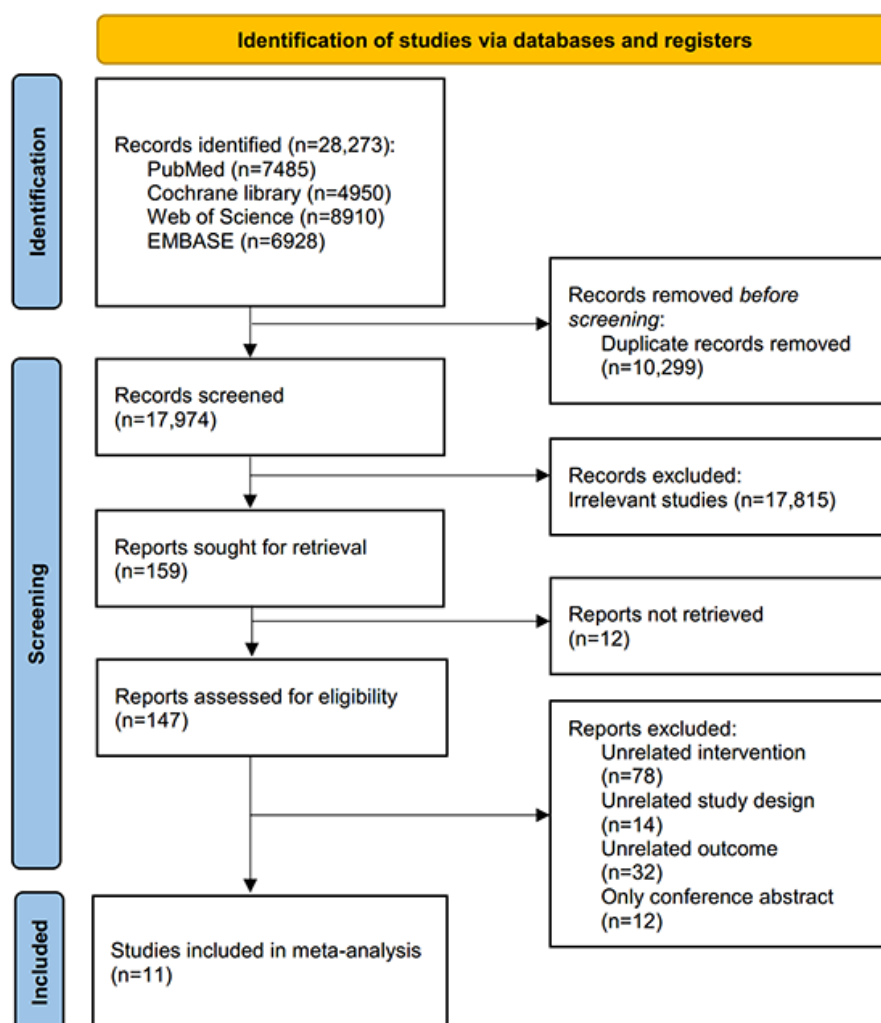 Identification of studies via databases and registers
Identification
Records identified (n=28,273):
PubMed (n=7485)
Cochrane library (n=4950)
Web of Science (n=8910)
EMBASE (n=6928)
Records removed before
screening:
Duplicate records removed
(n=10,299)
Screening
Records screened
(n=17,974)
Records excluded:
Irrelevant studies (n=17,815)
Reports sought for retrieval
(n=159)
Reports not retrieved
(n=12)
Reports assessed for eligibility
(n=147)
Reports excluded:
Unrelated intervention
(n=78)
Unrelated study design
(n=14)
Unrelated outcome
(n=32)
Only conference abstract
(n=12)
Included
Studies included in meta-analysis
(n=11)